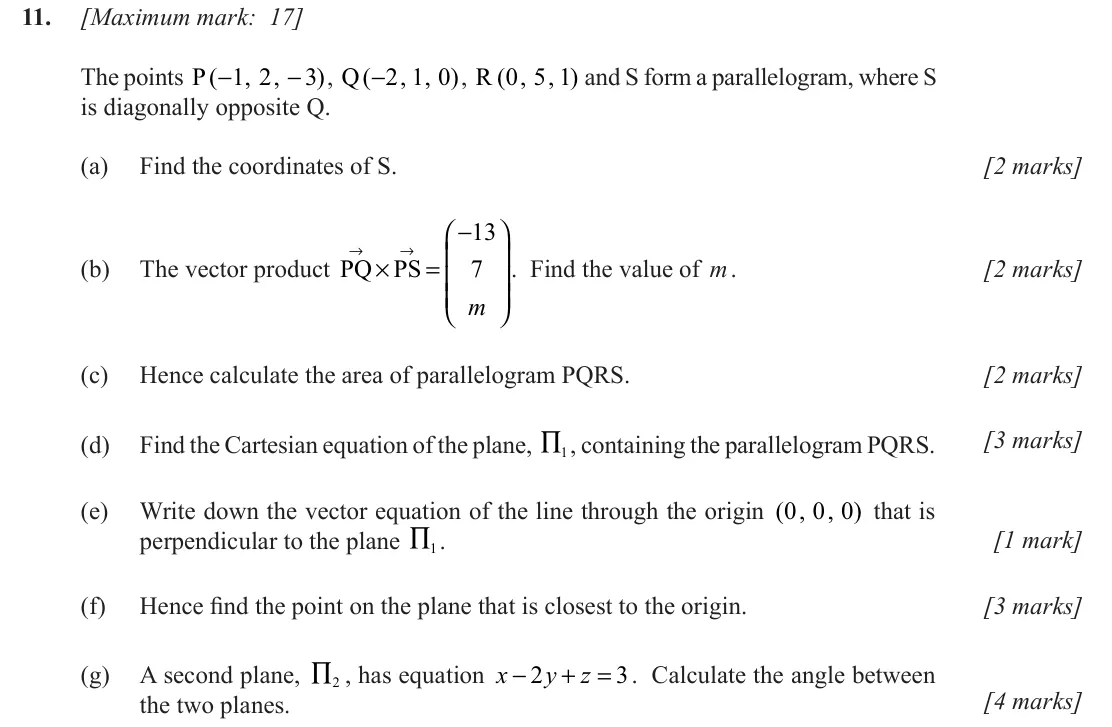 11. [Maximum mark: 17]
The points P(−1, 2, −3), Q(−2, 1, 0), R(0, 5, 1) and S form a parallelogram, where S
is diagonally opposite Q.
(a) Find the coordinates of S. [2 marks]
(b) The vector product PQ→ × PS→ = (−13, 7, m). Find the value of m. [2 marks]
(c) Hence calculate the area of parallelogram PQRS. [2 marks]
(d) Find the Cartesian equation of the plane, Π₁, containing the parallelogram PQRS. [3 marks]
(e) Write down the vector equation of the line through the origin (0, 0, 0) that is
perpendicular to the plane Π₁. [1 mark]
(f) Hence find the point on the plane that is closest to the origin. [3 marks]
(g) A second plane, Π₂, has equation x − 2y + z = 3. Calculate the angle between
the two planes. [4 marks]